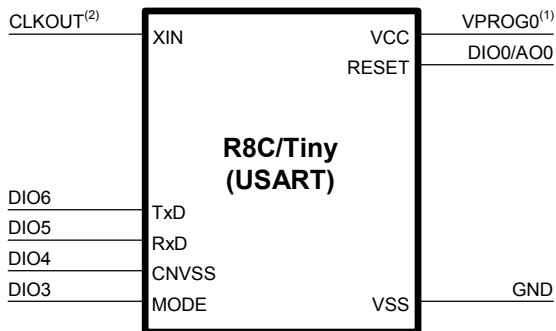 CLKOUT(2) XIN VCC VPROG0(1)
RESET DIO0/AO0
R8C/Tiny
(USART)
DIO6 TxD
DIO5 RxD
DIO4 CNVSS
DIO3 MODE VSS GND